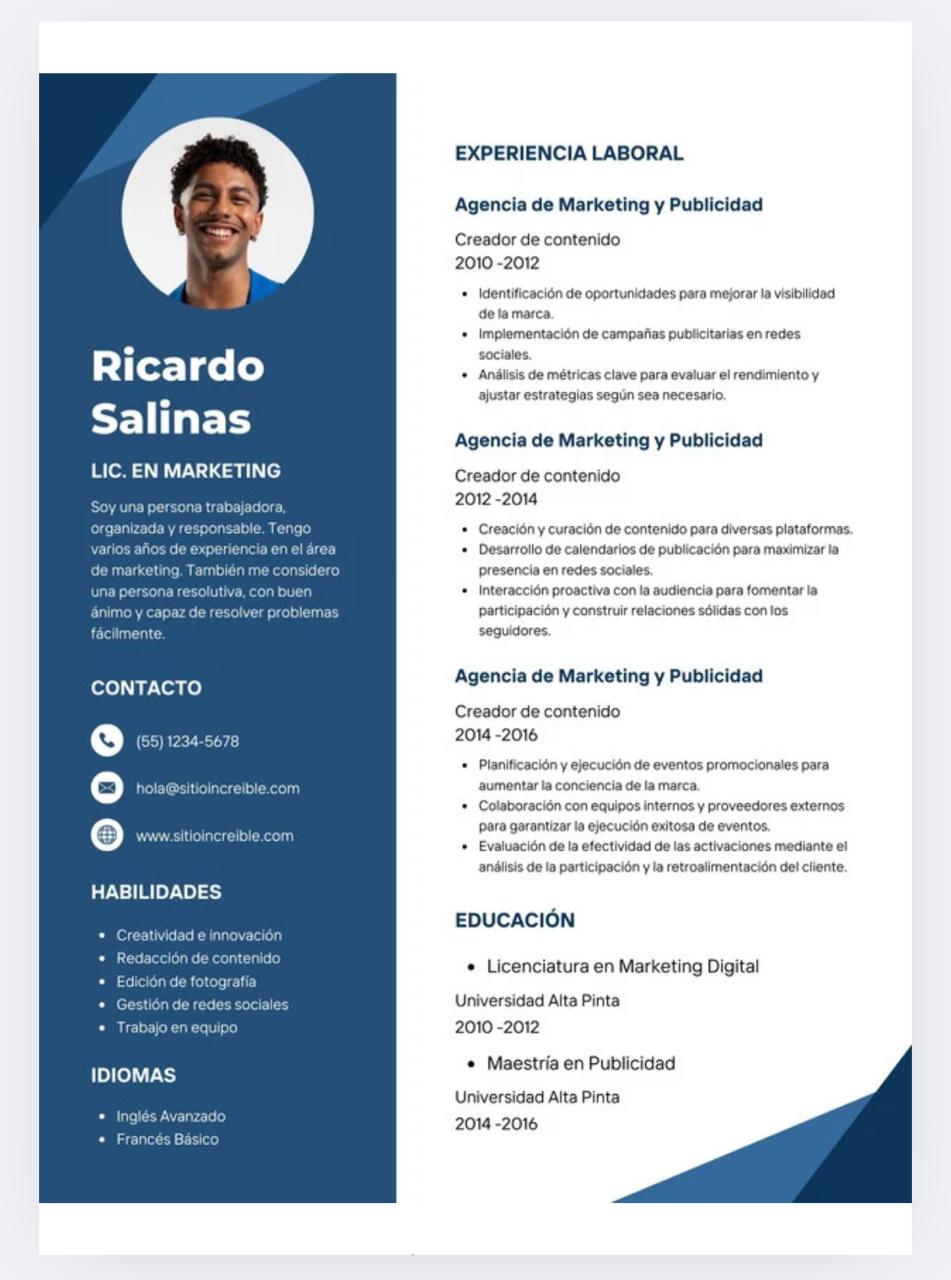 Ricardo
Salinas
LIC. EN MARKETING
Soy una persona trabajadora,
organizada y responsable. Tengo
varios años de experiencia en el área
de marketing. También me considero
una persona resolutiva, con buen
ánimo y capaz de resolver problemas
fácilmente.
CONTACTO
(55) 1234-5678
hola@sitioincreible.com
www.sitioincreible.com
HABILIDADES
• Creatividad e innovación
• Redacción de contenido
• Edición de fotografía
• Gestión de redes sociales
• Trabajo en equipo
IDIOMAS
• Inglés Avanzado
• Francés Básico
EXPERIENCIA LABORAL
Agencia de Marketing y Publicidad
Creador de contenido
2010 -2012
• Identificación de oportunidades para mejorar la visibilidad
de la marca.
• Implementación de campañas publicitarias en redes
sociales.
• Análisis de métricas clave para evaluar el rendimiento y
ajustar estrategias según sea necesario.
Agencia de Marketing y Publicidad
Creador de contenido
2012 -2014
• Creación y curación de contenido para diversas plataformas.
• Desarrollo de calendarios de publicación para maximizar la
presencia en redes sociales.
• Interacción proactiva con la audiencia para fomentar la
participación y construir relaciones sólidas con los
seguidores.
Agencia de Marketing y Publicidad
Creador de contenido
2014 -2016
• Planificación y ejecución de eventos promocionales para
aumentar la conciencia de la marca.
• Colaboración con equipos internos y proveedores externos
para garantizar la ejecución exitosa de eventos.
• Evaluación de la efectividad de las activaciones mediante el
análisis de la participación y la retroalimentación del cliente.
EDUCACIÓN
• Licenciatura en Marketing Digital
Universidad Alta Pinta
2010 -2012
• Maestría en Publicidad
Universidad Alta Pinta
2014 -2016